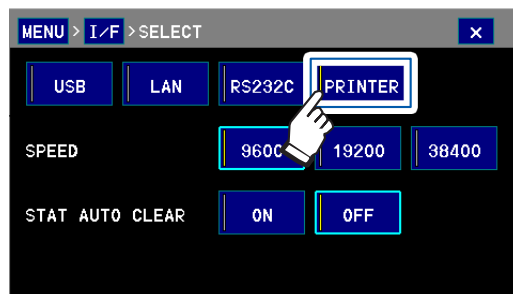 MENU > I/F > SELECT x
USB LAN RS232C PRINTER
SPEED 9600 19200 38400
STAT AUTO CLEAR ON OFF